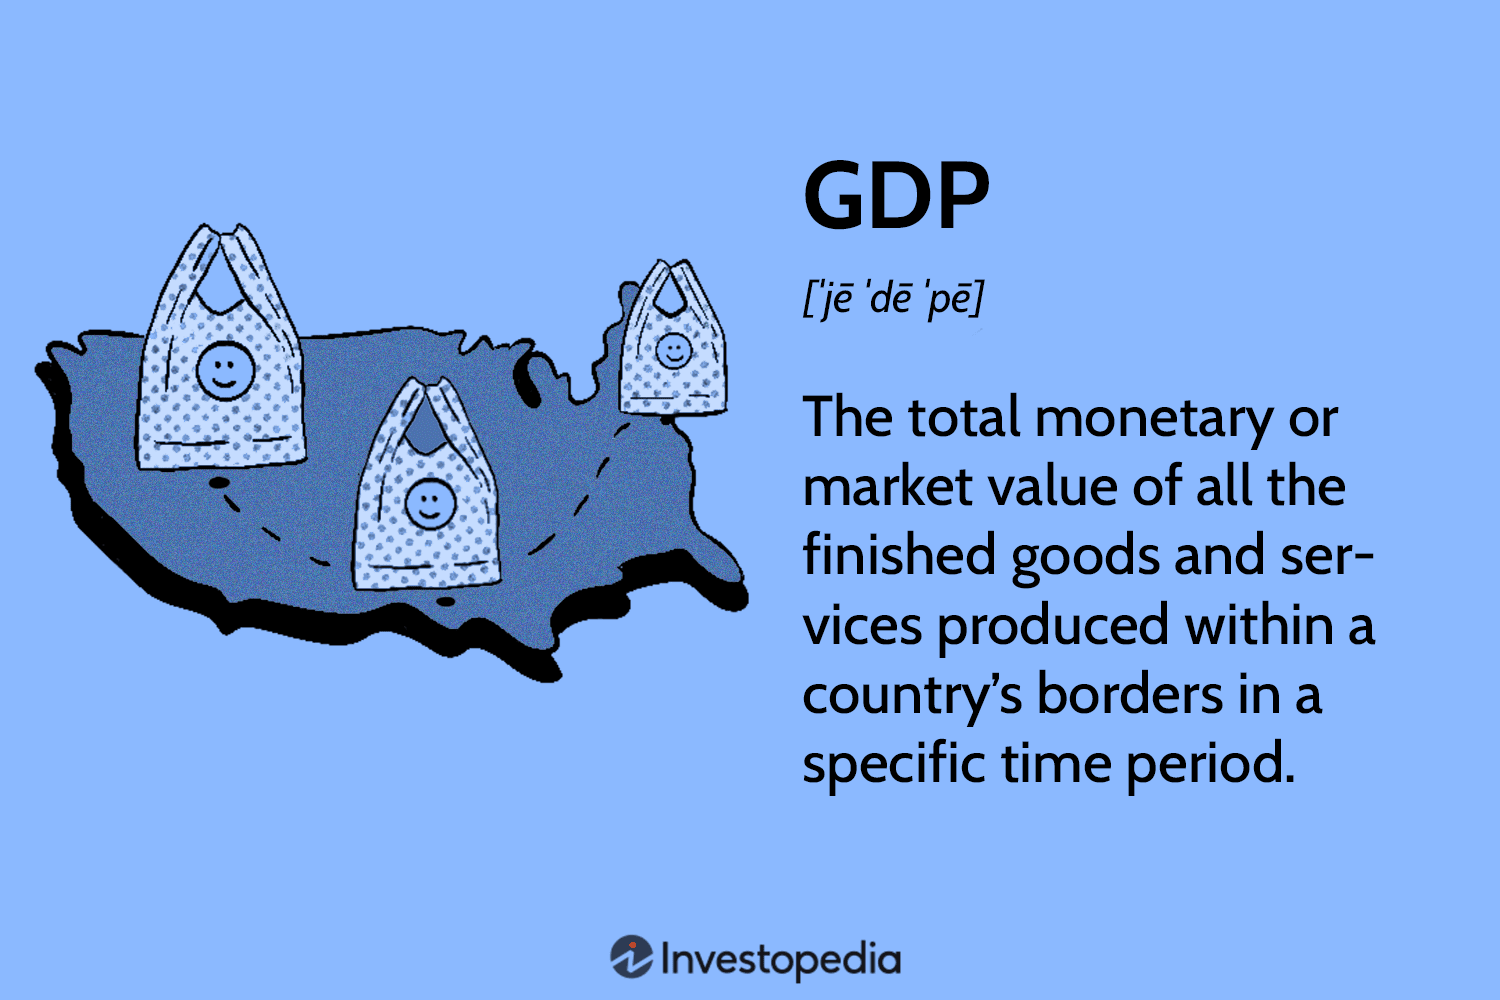 GDP
[ˈjē ˈdē ˈpē]
The total monetary or
market value of all the
finished goods and ser-
vices produced within a
country’s borders in a
specific time period.
Investopedia